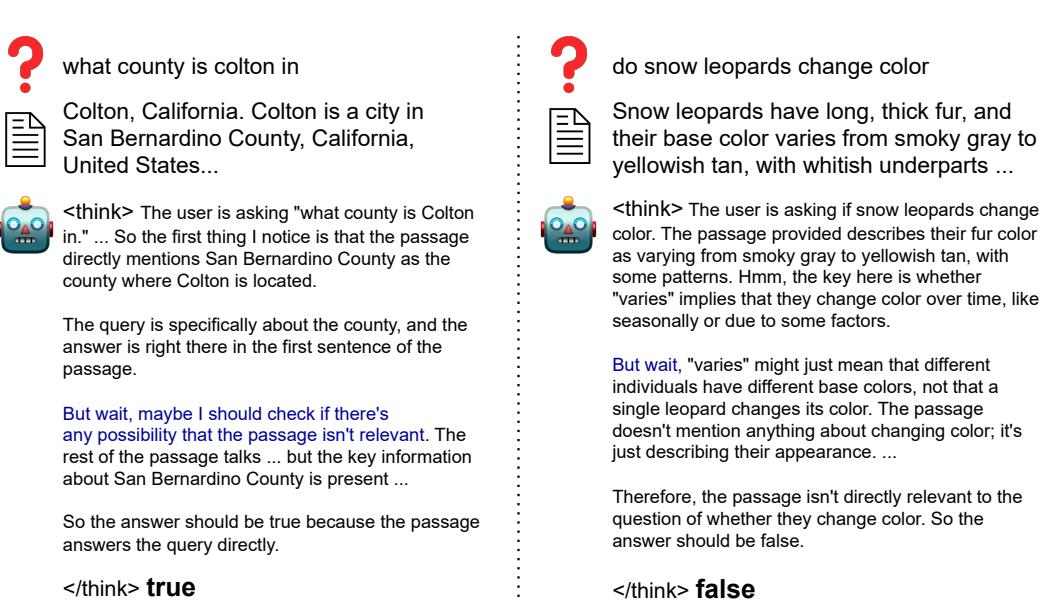 what county is colton in
Colton, California. Colton is a city in
San Bernardino County, California,
United States...
<think> The user is asking "what county is Colton
in." ... So the first thing I notice is that the passage
directly mentions San Bernardino County as the
county where Colton is located.
The query is specifically about the county, and the
answer is right there in the first sentence of the
passage.
But wait, maybe I should check if there's
any possibility that the passage isn't relevant. The
rest of the passage talks ... but the key information
about San Bernardino County is present ...
So the answer should be true because the passage
answers the query directly.
</think> true
do snow leopards change color
Snow leopards have long, thick fur, and
their base color varies from smoky gray to
yellowish tan, with whitish underparts ...
<think> The user is asking if snow leopards change
color. The passage provided describes their fur color
as varying from smoky gray to yellowish tan, with
some patterns. Hmm, the key here is whether
"varies" implies that they change color over time, like
seasonally or due to some factors.
But wait, "varies" might just mean that different
individuals have different base colors, not that a
single leopard changes its color. The passage
doesn't mention anything about changing color; it's
just describing their appearance. ...
Therefore, the passage isn't directly relevant to the
question of whether they change color. So the
answer should be false.
</think> false